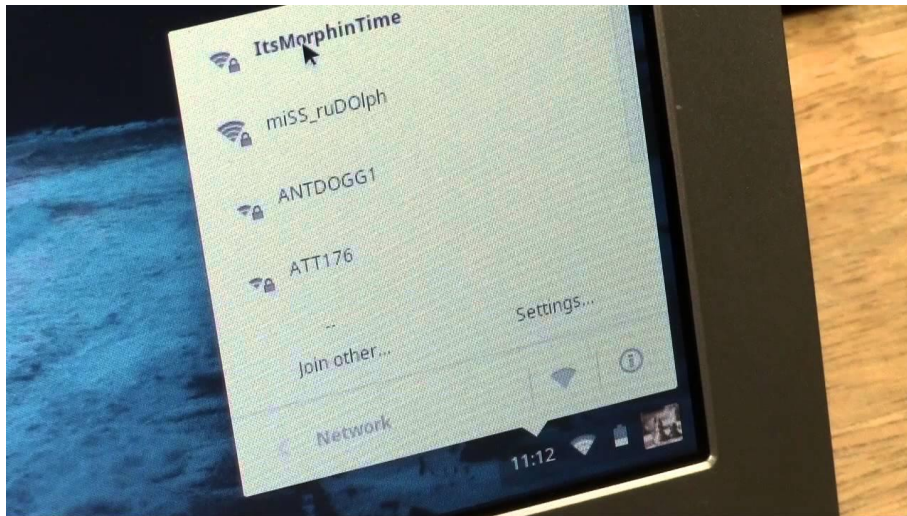 ItsMorphinTime
miSS_ruDOlph
ANTDOGG1
ATT176
Join other...
Settings...
Network
11:12